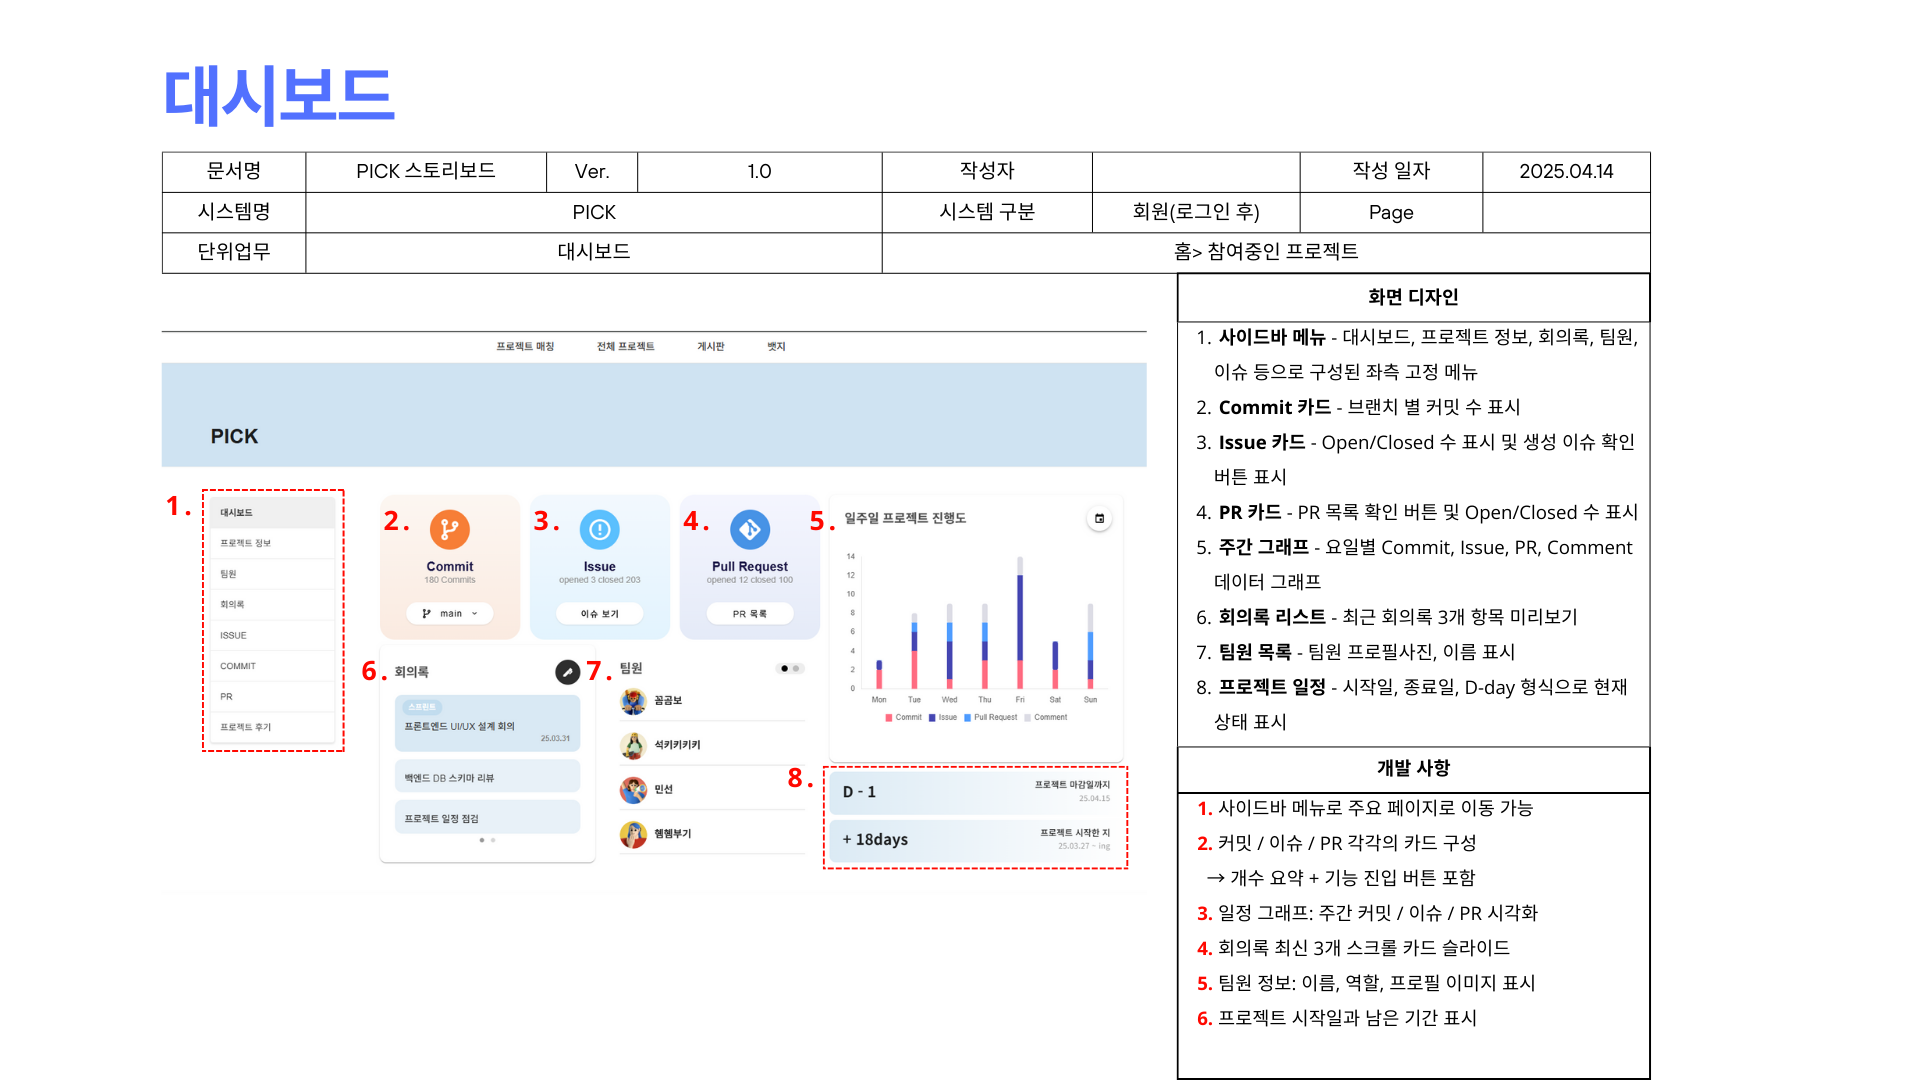 대시보드
문서명 PICK 스토리보드 Ver. 1.0 작성자 작성 일자 2025.04.14
시스템명 PICK 시스템 구분 회원(로그인 후) Page
단위업무 대시보드 홈> 참여중인 프로젝트
프로젝트 매칭 전체 프로젝트 게시판 뱃지
PICK
1.
대시보드
프로젝트 정보
팀원
회의록
ISSUE
COMMIT
PR
프로젝트 후기
2.
Commit
180 Commits
main
3.
Issue
opened 3 closed 203
이슈 보기
4.
Pull Request
opened 12 closed 100
PR 목록
5.
일주일 프로젝트 진행도
14
12
10
8
6
4
2
0
Mon Tue Wed Thu Fri Sat Sun
Commit Issue Pull Request Comment
6.
회의록
스프린트
프론트엔드 UI/UX 설계 회의
25.03.31
백엔드 DB 스키마 리뷰
프로젝트 일정 점검
7.
팀원
꼼곰보
석키키키키
민선
헴헴부기
8.
D - 1 프로젝트 마감일까지
25.04.15
+ 18days 프로젝트 시작한 지
25.03.27 ~ ing
화면 디자인
1. 사이드바 메뉴 - 대시보드, 프로젝트 정보, 회의록, 팀원,
이슈 등으로 구성된 좌측 고정 메뉴
2. Commit 카드 - 브랜치 별 커밋 수 표시
3. Issue 카드 - Open/Closed 수 표시 및 생성 이슈 확인
버튼 표시
4. PR 카드 - PR 목록 확인 버튼 및 Open/Closed 수 표시
5. 주간 그래프 - 요일별 Commit, Issue, PR, Comment
데이터 그래프
6. 회의록 리스트 - 최근 회의록 3개 항목 미리보기
7. 팀원 목록 - 팀원 프로필사진, 이름 표시
8. 프로젝트 일정 - 시작일, 종료일, D-day 형식으로 현재
상태 표시
개발 사항
1. 사이드바 메뉴로 주요 페이지로 이동 가능
2. 커밋 / 이슈 / PR 각각의 카드 구성
→ 개수 요약 + 기능 진입 버튼 포함
3. 일정 그래프: 주간 커밋 / 이슈 / PR 시각화
4. 회의록 최신 3개 스크롤 카드 슬라이드
5. 팀원 정보: 이름, 역할, 프로필 이미지 표시
6. 프로젝트 시작일과 남은 기간 표시